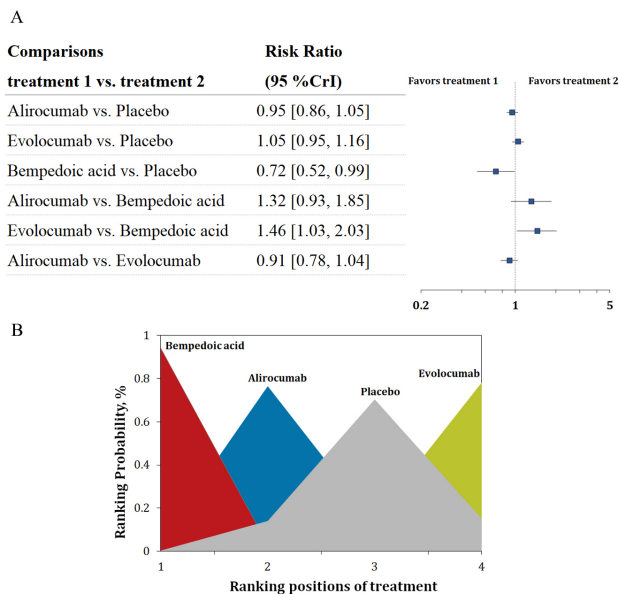 A
Comparisons
treatment 1 vs. treatment 2
Risk Ratio
(95 %CrI)
Favors treatment 1
Favors treatment 2
Alirocumab vs. Placebo 0.95 [0.86, 1.05]
Evolocumab vs. Placebo 1.05 [0.95, 1.16]
Bempedoic acid vs. Placebo 0.72 [0.52, 0.99]
Alirocumab vs. Bempedoic acid 1.32 [0.93, 1.85]
Evolocumab vs. Bempedoic acid 1.46 [1.03, 2.03]
Alirocumab vs. Evolocumab 0.91 [0.78, 1.04]
0.2 1 5
B
Ranking Probability, %
1
0.8
0.6
0.4
0.2
0
Bempedoic acid
Alirocumab
Placebo
Evolocumab
1 2 3 4
Ranking positions of treatment